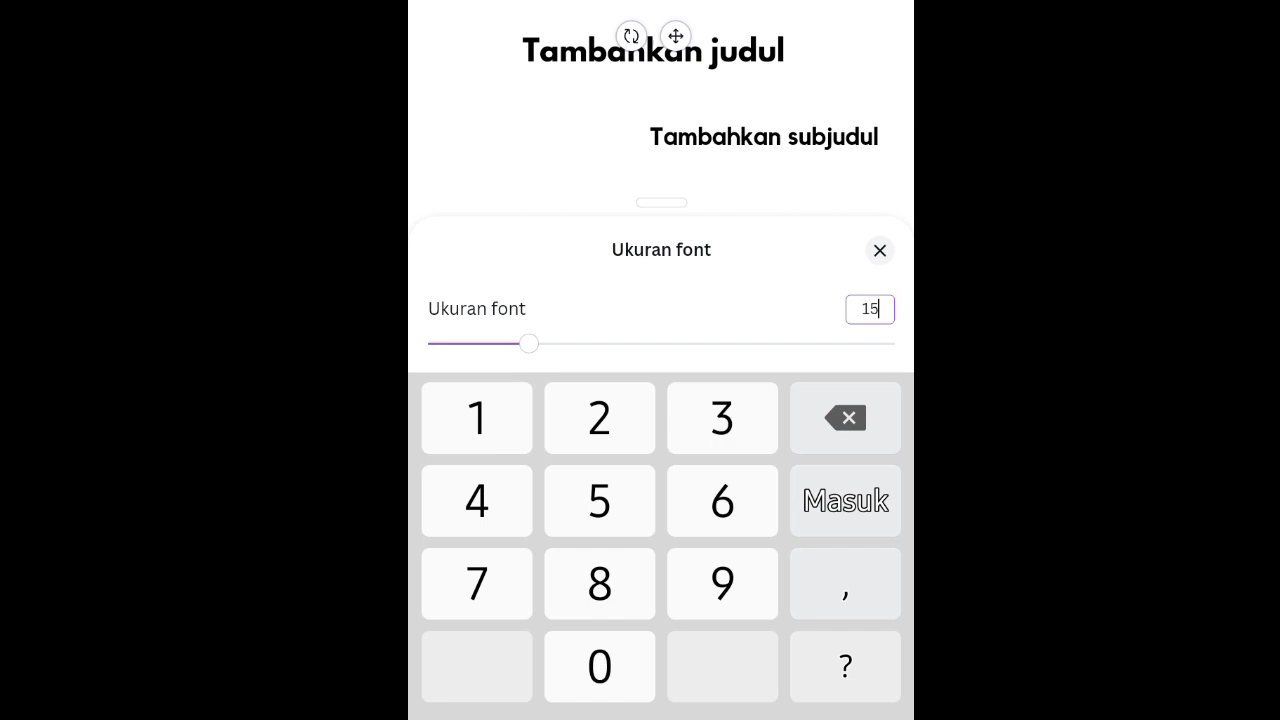 Tambahkan judul
Tambahkan subjudul
Ukuran font
Ukuran font
15
1 2 3
4 5 6 Masuk
7 8 9 ,
0 ?